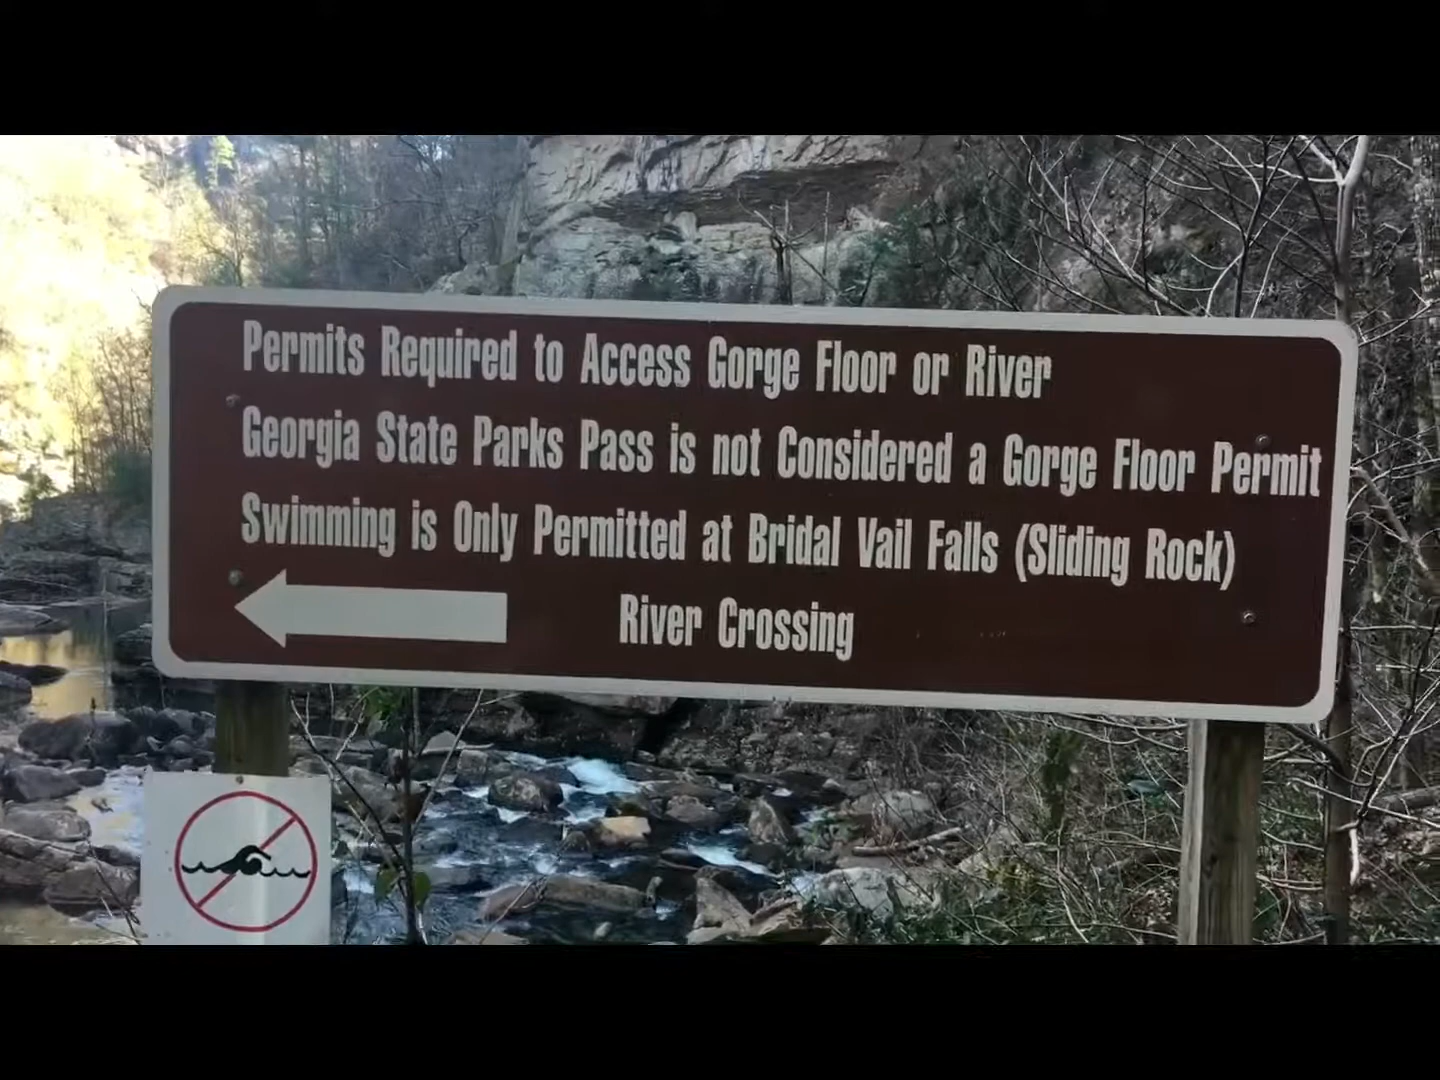 Permits Required to Access Gorge Floor or River
Georgia State Parks Pass is not Considered a Gorge Floor Permit
Swimming is Only Permitted at Bridal Vail Falls (Sliding Rock)
River Crossing